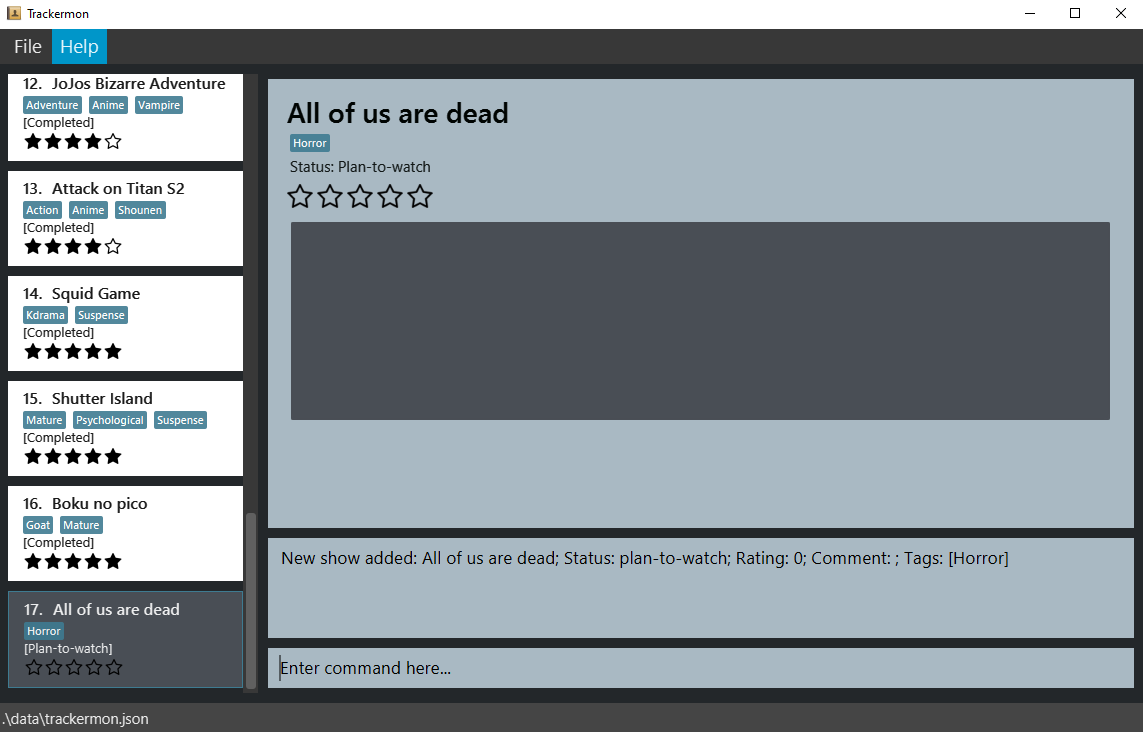 Trackermon
File Help
12. JoJos Bizarre Adventure
Adventure Anime Vampire
[Completed]
13. Attack on Titan S2
Action Anime Shounen
[Completed]
14. Squid Game
Kdrama Suspense
[Completed]
15. Shutter Island
Mature Psychological Suspense
[Completed]
16. Boku no pico
Goat Mature
[Completed]
17. All of us are dead
Horror
[Plan-to-watch]
All of us are dead
Horror
Status: Plan-to-watch
New show added: All of us are dead; Status: plan-to-watch; Rating: 0; Comment: ; Tags: [Horror]
Enter command here...
.\data\trackermon.json